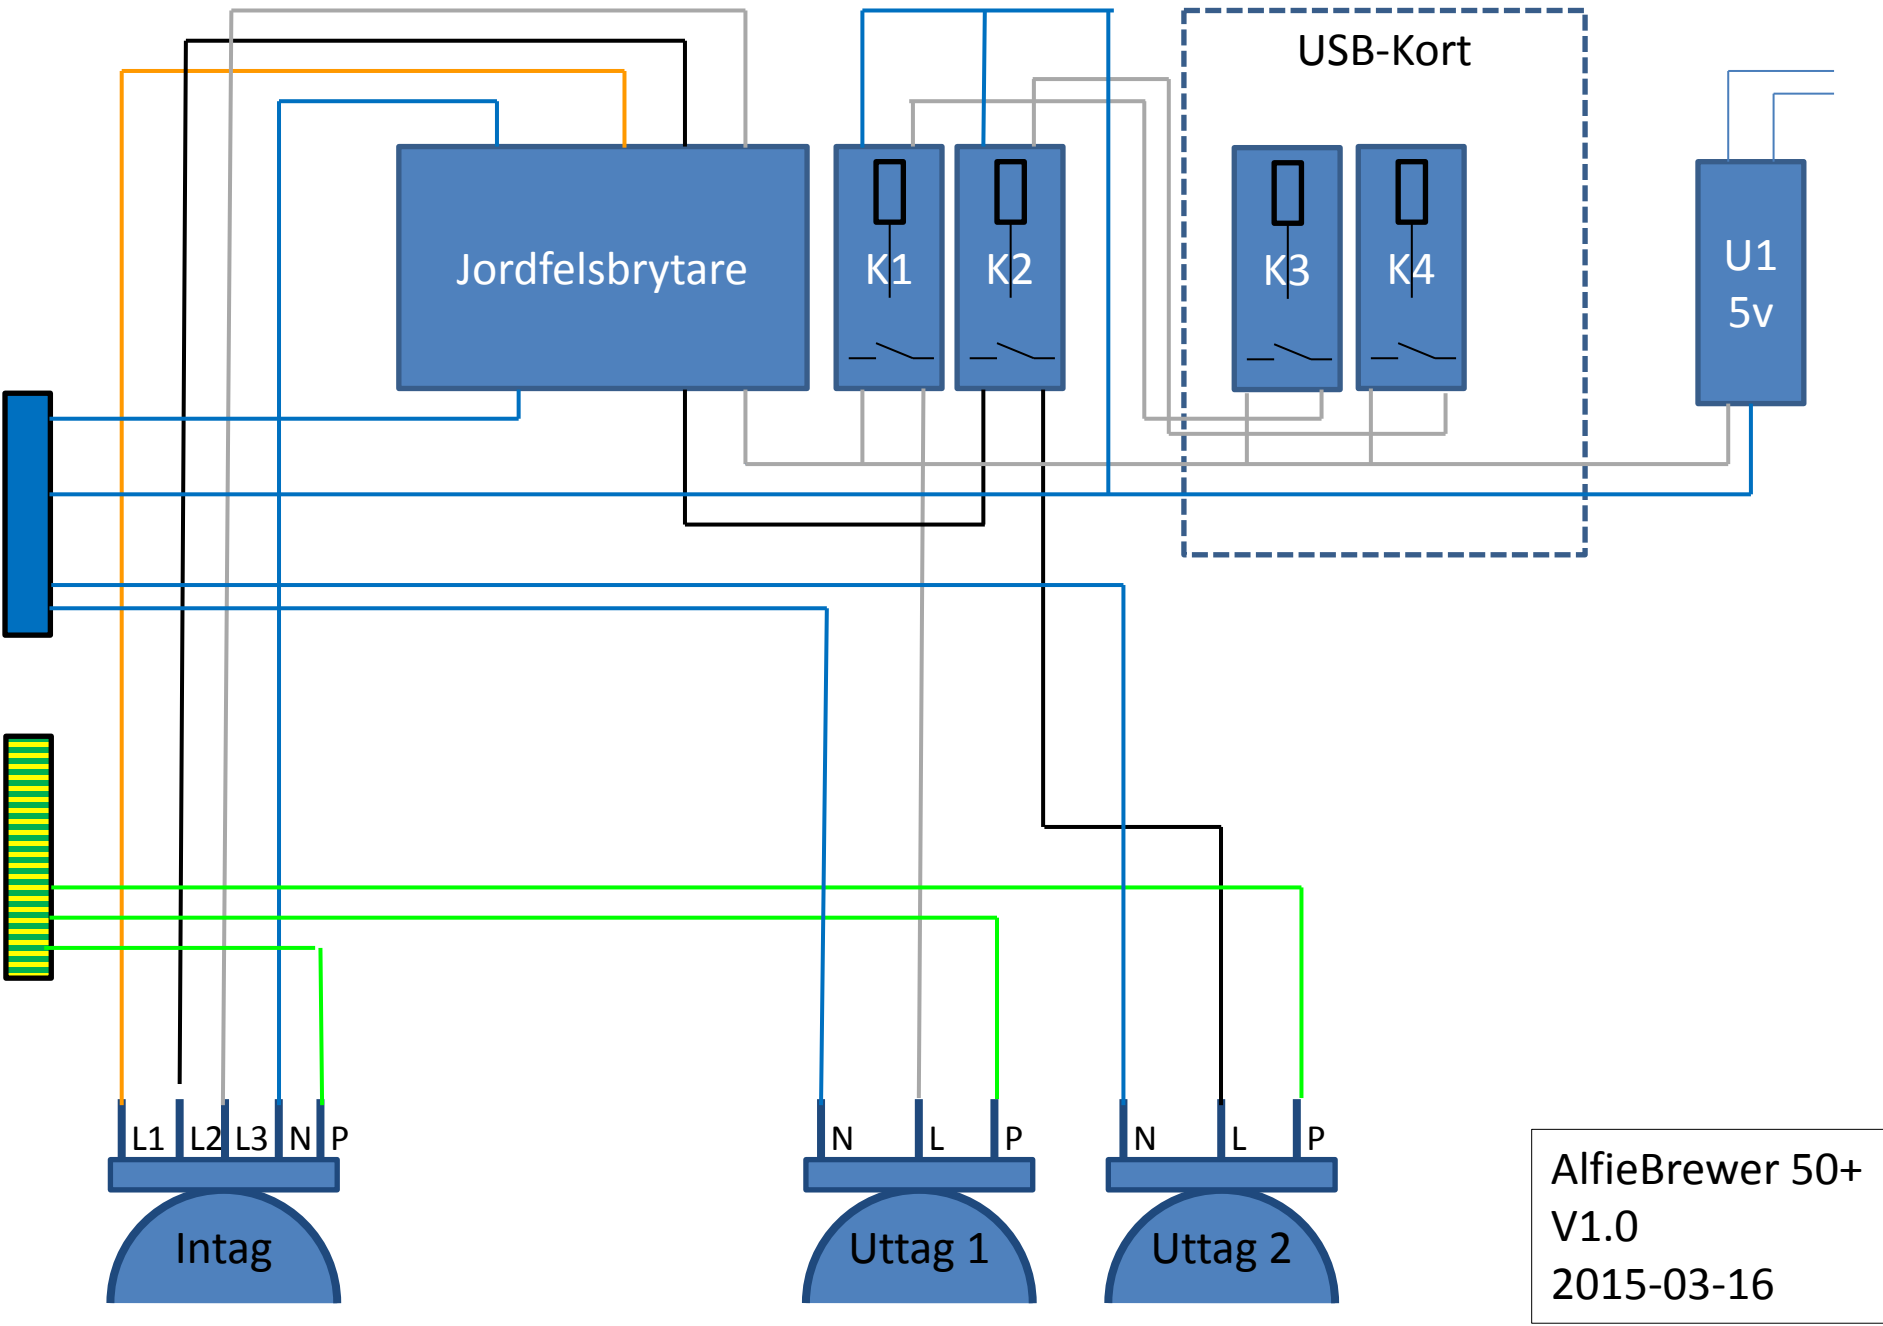 USB-Kort
Jordfelsbrytare
K1
K2
K3
K4
U1
5v
L1
L2
L3
N
P
N
L
P
N
L
P
Intag
Uttag 1
Uttag 2
AlfieBrewer 50+
V1.0
2015-03-16